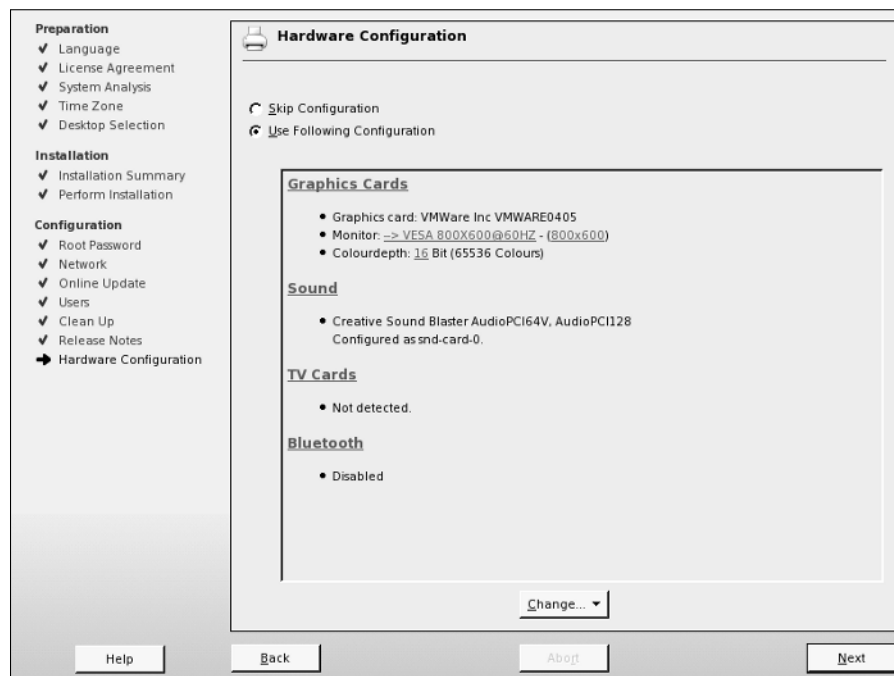 Preparation
Language
License Agreement
System Analysis
Time Zone
Desktop Selection
Installation
Installation Summary
Perform Installation
Configuration
Root Password
Network
Online Update
Users
Clean Up
Release Notes
Hardware Configuration
Hardware Configuration
Skip Configuration
Use Following Configuration
Graphics Cards
Graphics card: VMWare Inc VMWARE0405
Monitor: --> VESA 800X600@60HZ - (800x600)
Colourdepth: 16 Bit (65536 Colours)
Sound
Creative Sound Blaster AudioPCI64V, AudioPCI128
Configured as snd-card-0.
TV Cards
Not detected.
Bluetooth
Disabled
Change...
Help
Back
Abort
Next